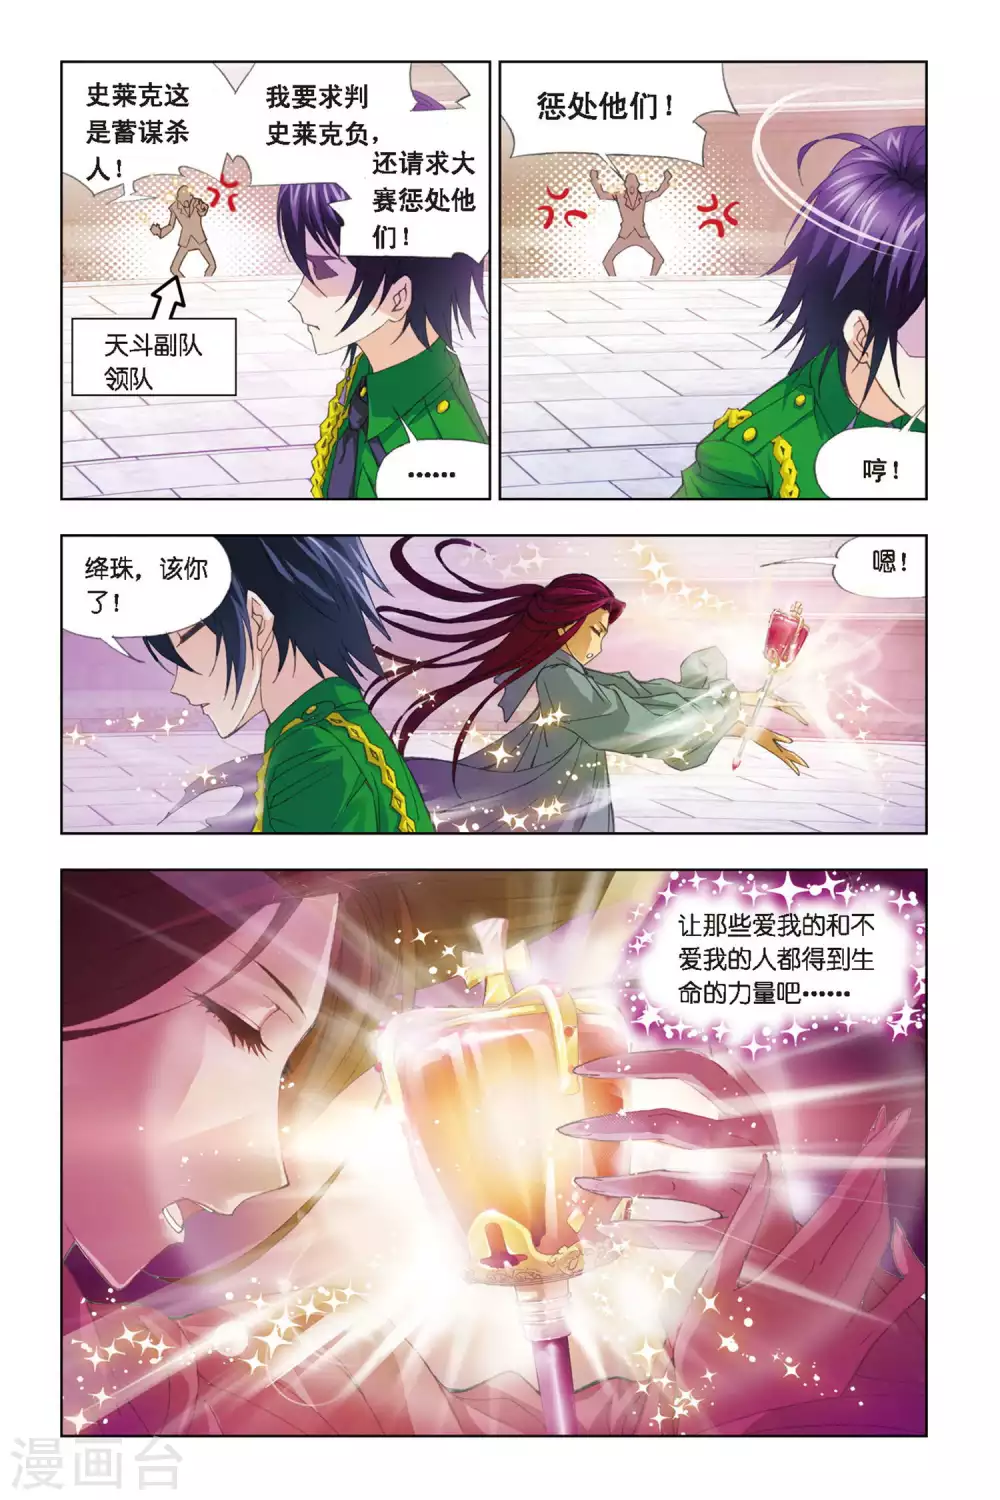 史莱克这
是蓄谋杀
人！
我要求判
史莱克负，
还请求大
赛惩处他
们！
天斗副队
领队
……
惩处他们！
哼！
绛珠，该你
了！
嗯！
让那些爱我的和不
爱我的人都得到生
命的力量吧……
漫画台